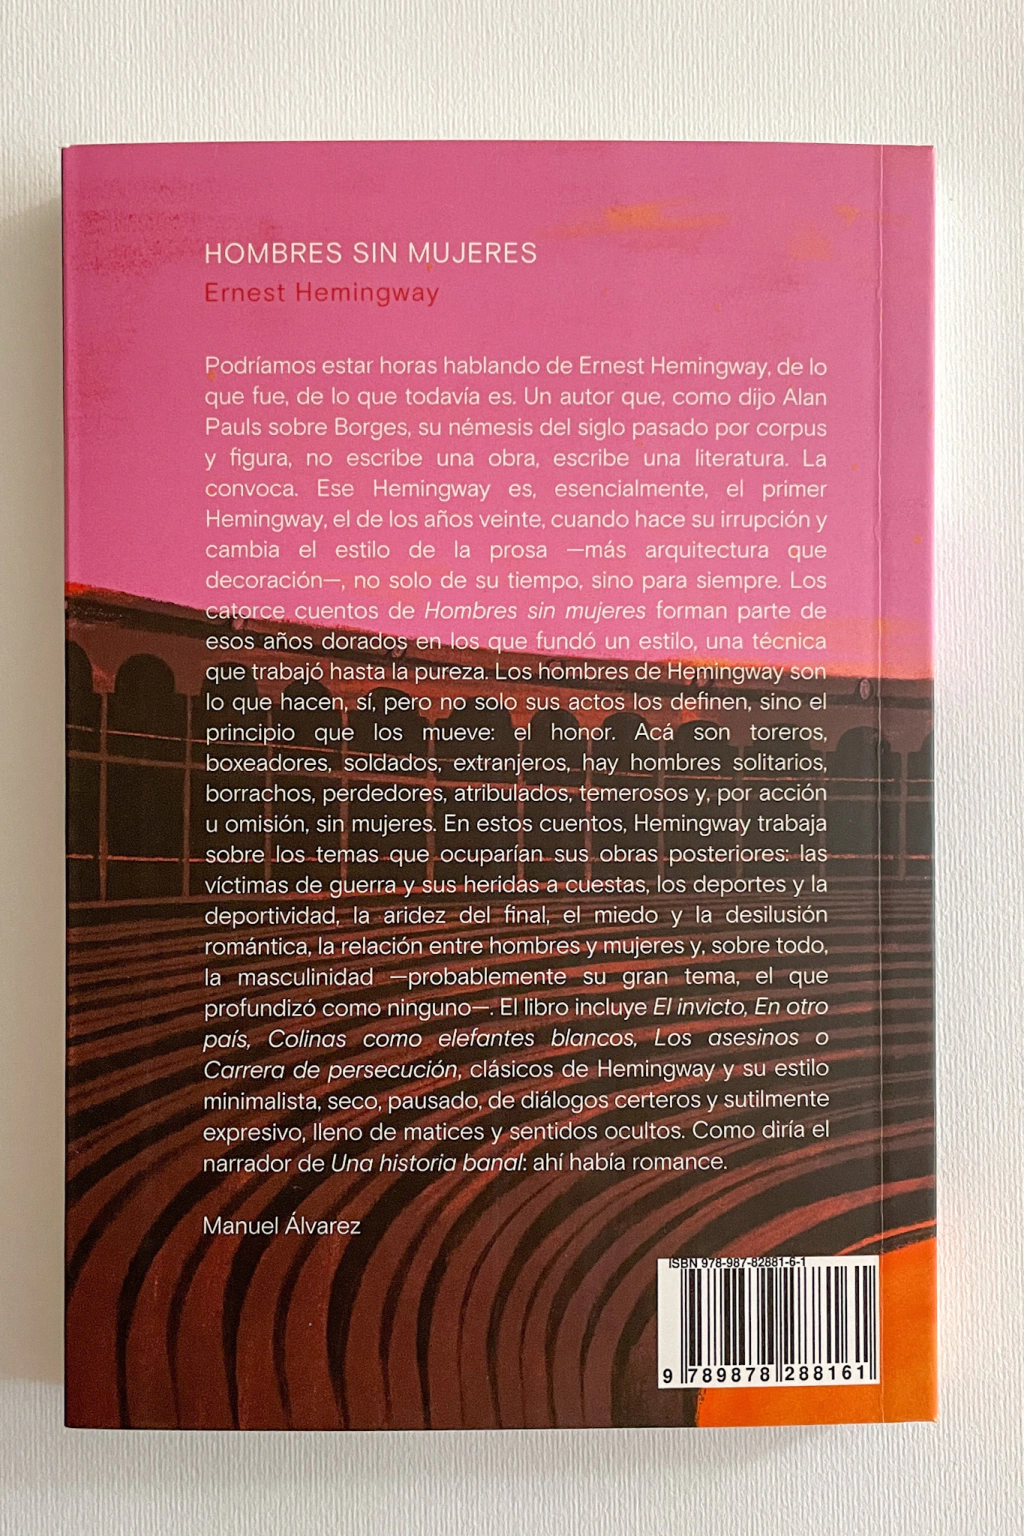 HOMBRES SIN MUJERES
Ernest Hemingway
Podríamos estar horas hablando de Ernest Hemingway, de lo
que fue, de lo que todavía es. Un autor que, como dijo Alan
Pauls sobre Borges, su némesis del siglo pasado por corpus
y figura, no escribe una obra, escribe una literatura. La
convoca. Ese Hemingway es, esencialmente, el primer
Hemingway, el de los años veinte, cuando hace su irrupción y
cambia el estilo de la prosa —más arquitectura que
decoración—, no solo de su tiempo, sino para siempre. Los
catorce cuentos de Hombres sin mujeres forman parte de
esos años dorados en los que fundó un estilo, una técnica
que trabajó hasta la pureza. Los hombres de Hemingway son
lo que hacen, sí, pero no solo sus actos los definen, sino el
principio que los mueve: el honor. Acá son toreros,
boxeadores, soldados, extranjeros, hay hombres solitarios,
borrachos, perdedores, atribulados, temerosos y, por acción
u omisión, sin mujeres. En estos cuentos, Hemingway trabaja
sobre los temas que ocuparían sus obras posteriores: las
víctimas de guerra y sus heridas a cuestas, los deportes y la
deportividad, la aridez del final, el miedo y la desilusión
romántica, la relación entre hombres y mujeres y, sobre todo,
la masculinidad —probablemente su gran tema, el que
profundizó como ninguno—. El libro incluye El invicto, En otro
país, Colinas como elefantes blancos, Los asesinos o
Carrera de persecución, clásicos de Hemingway y su estilo
minimalista, seco, pausado, de diálogos certeros y sutilmente
expresivo, lleno de matices y sentidos ocultos. Como diría el
narrador de Una historia banal: ahí había romance.
Manuel Álvarez
ISBN 978-987-82881-6-1
9 789878 288161